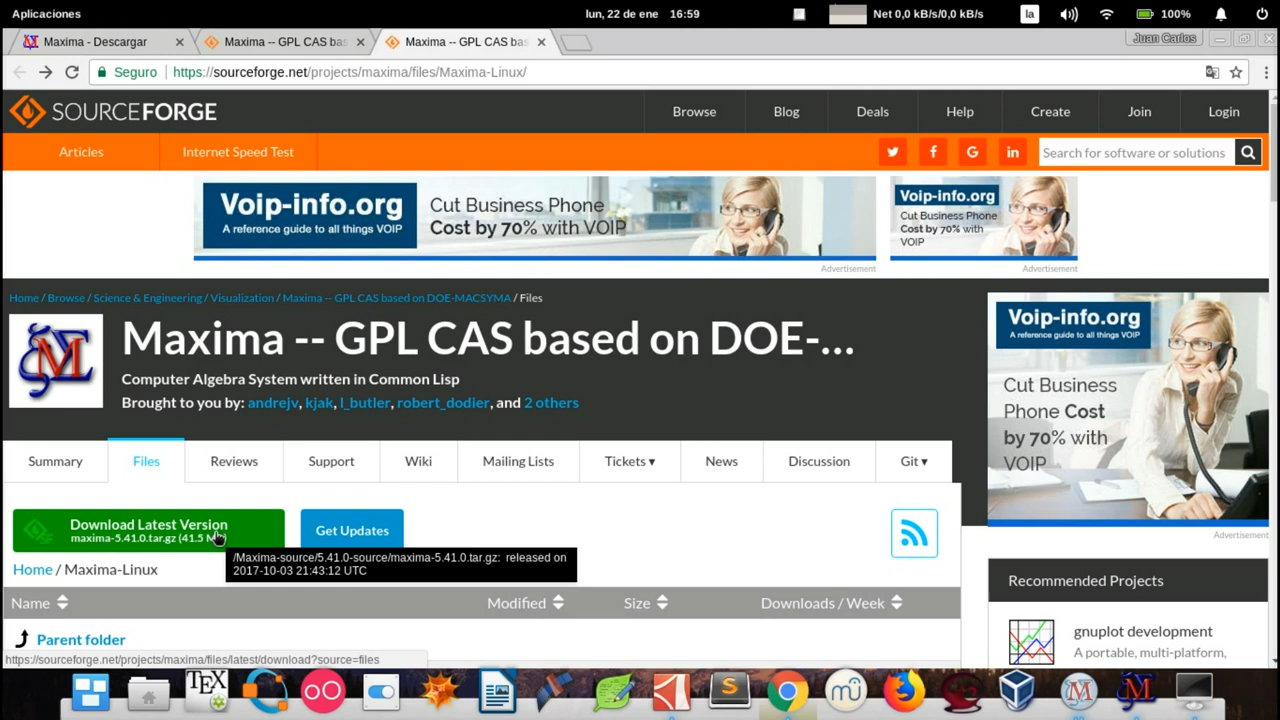 Aplicaciones
lun, 22 de ene 16:59
Net 0,0 kB/s/0,0 kB/s
la
100%
Maxima - Descargar
Maxima -- GPL CAS bas
Maxima -- GPL CAS bas
Juan Carlos
Seguro
https://sourceforge.net/projects/maxima/files/Maxima-Linux/
SOURCEFORGE
Browse
Blog
Deals
Help
Create
Join
Login
Articles
Internet Speed Test
Search for software or solutions
Voip-info.org
A reference guide to all things VOIP
Cut Business Phone
Cost by 70% with VOIP
Voip-info.org
A reference guide to all things VOIP
Cut Business Phone
Cost by 70% with
VOIP
Advertisement
Advertisement
Home / Browse / Science & Engineering / Visualization / Maxima -- GPL CAS based on DOE-MACSYMA / Files
Maxima -- GPL CAS based on DOE-...
Computer Algebra System written in Common Lisp
Brought to you by: andrejv, kjak, l_butler, robert_dodier, and 2 others
Voip-info.org
A reference guide to all things VOIP
Cut Business
Phone Cost
by 70% with
VOIP
Advertisement
Summary
Files
Reviews
Support
Wiki
Mailing Lists
Tickets ▾
News
Discussion
Git ▾
Download Latest Version
maxima-5.41.0.tar.gz (41.5
Get Updates
/Maxima-source/5.41.0-source/maxima-5.41.0.tar.gz: released on
2017-10-03 21:43:12 UTC
Home / Maxima-Linux
Name
Modified
Size
Downloads / Week
Parent folder
Recommended Projects
gnuplot development
A portable, multi-platform,
https://sourceforge.net/projects/maxima/files/latest/download?source=files
TEX
S